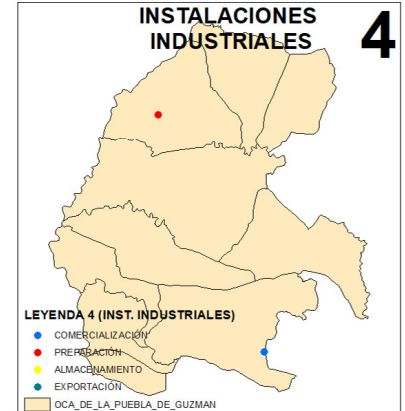 INSTALACIONES
INDUSTRIALES
4
LEYENDA 4 (INST. INDUSTRIALES)
COMERCIALIZACIÓN
PREPARACIÓN
ALMACENAMIENTO
EXPORTACIÓN
OCA_DE_LA_PUEBLA_DE_GUZMAN